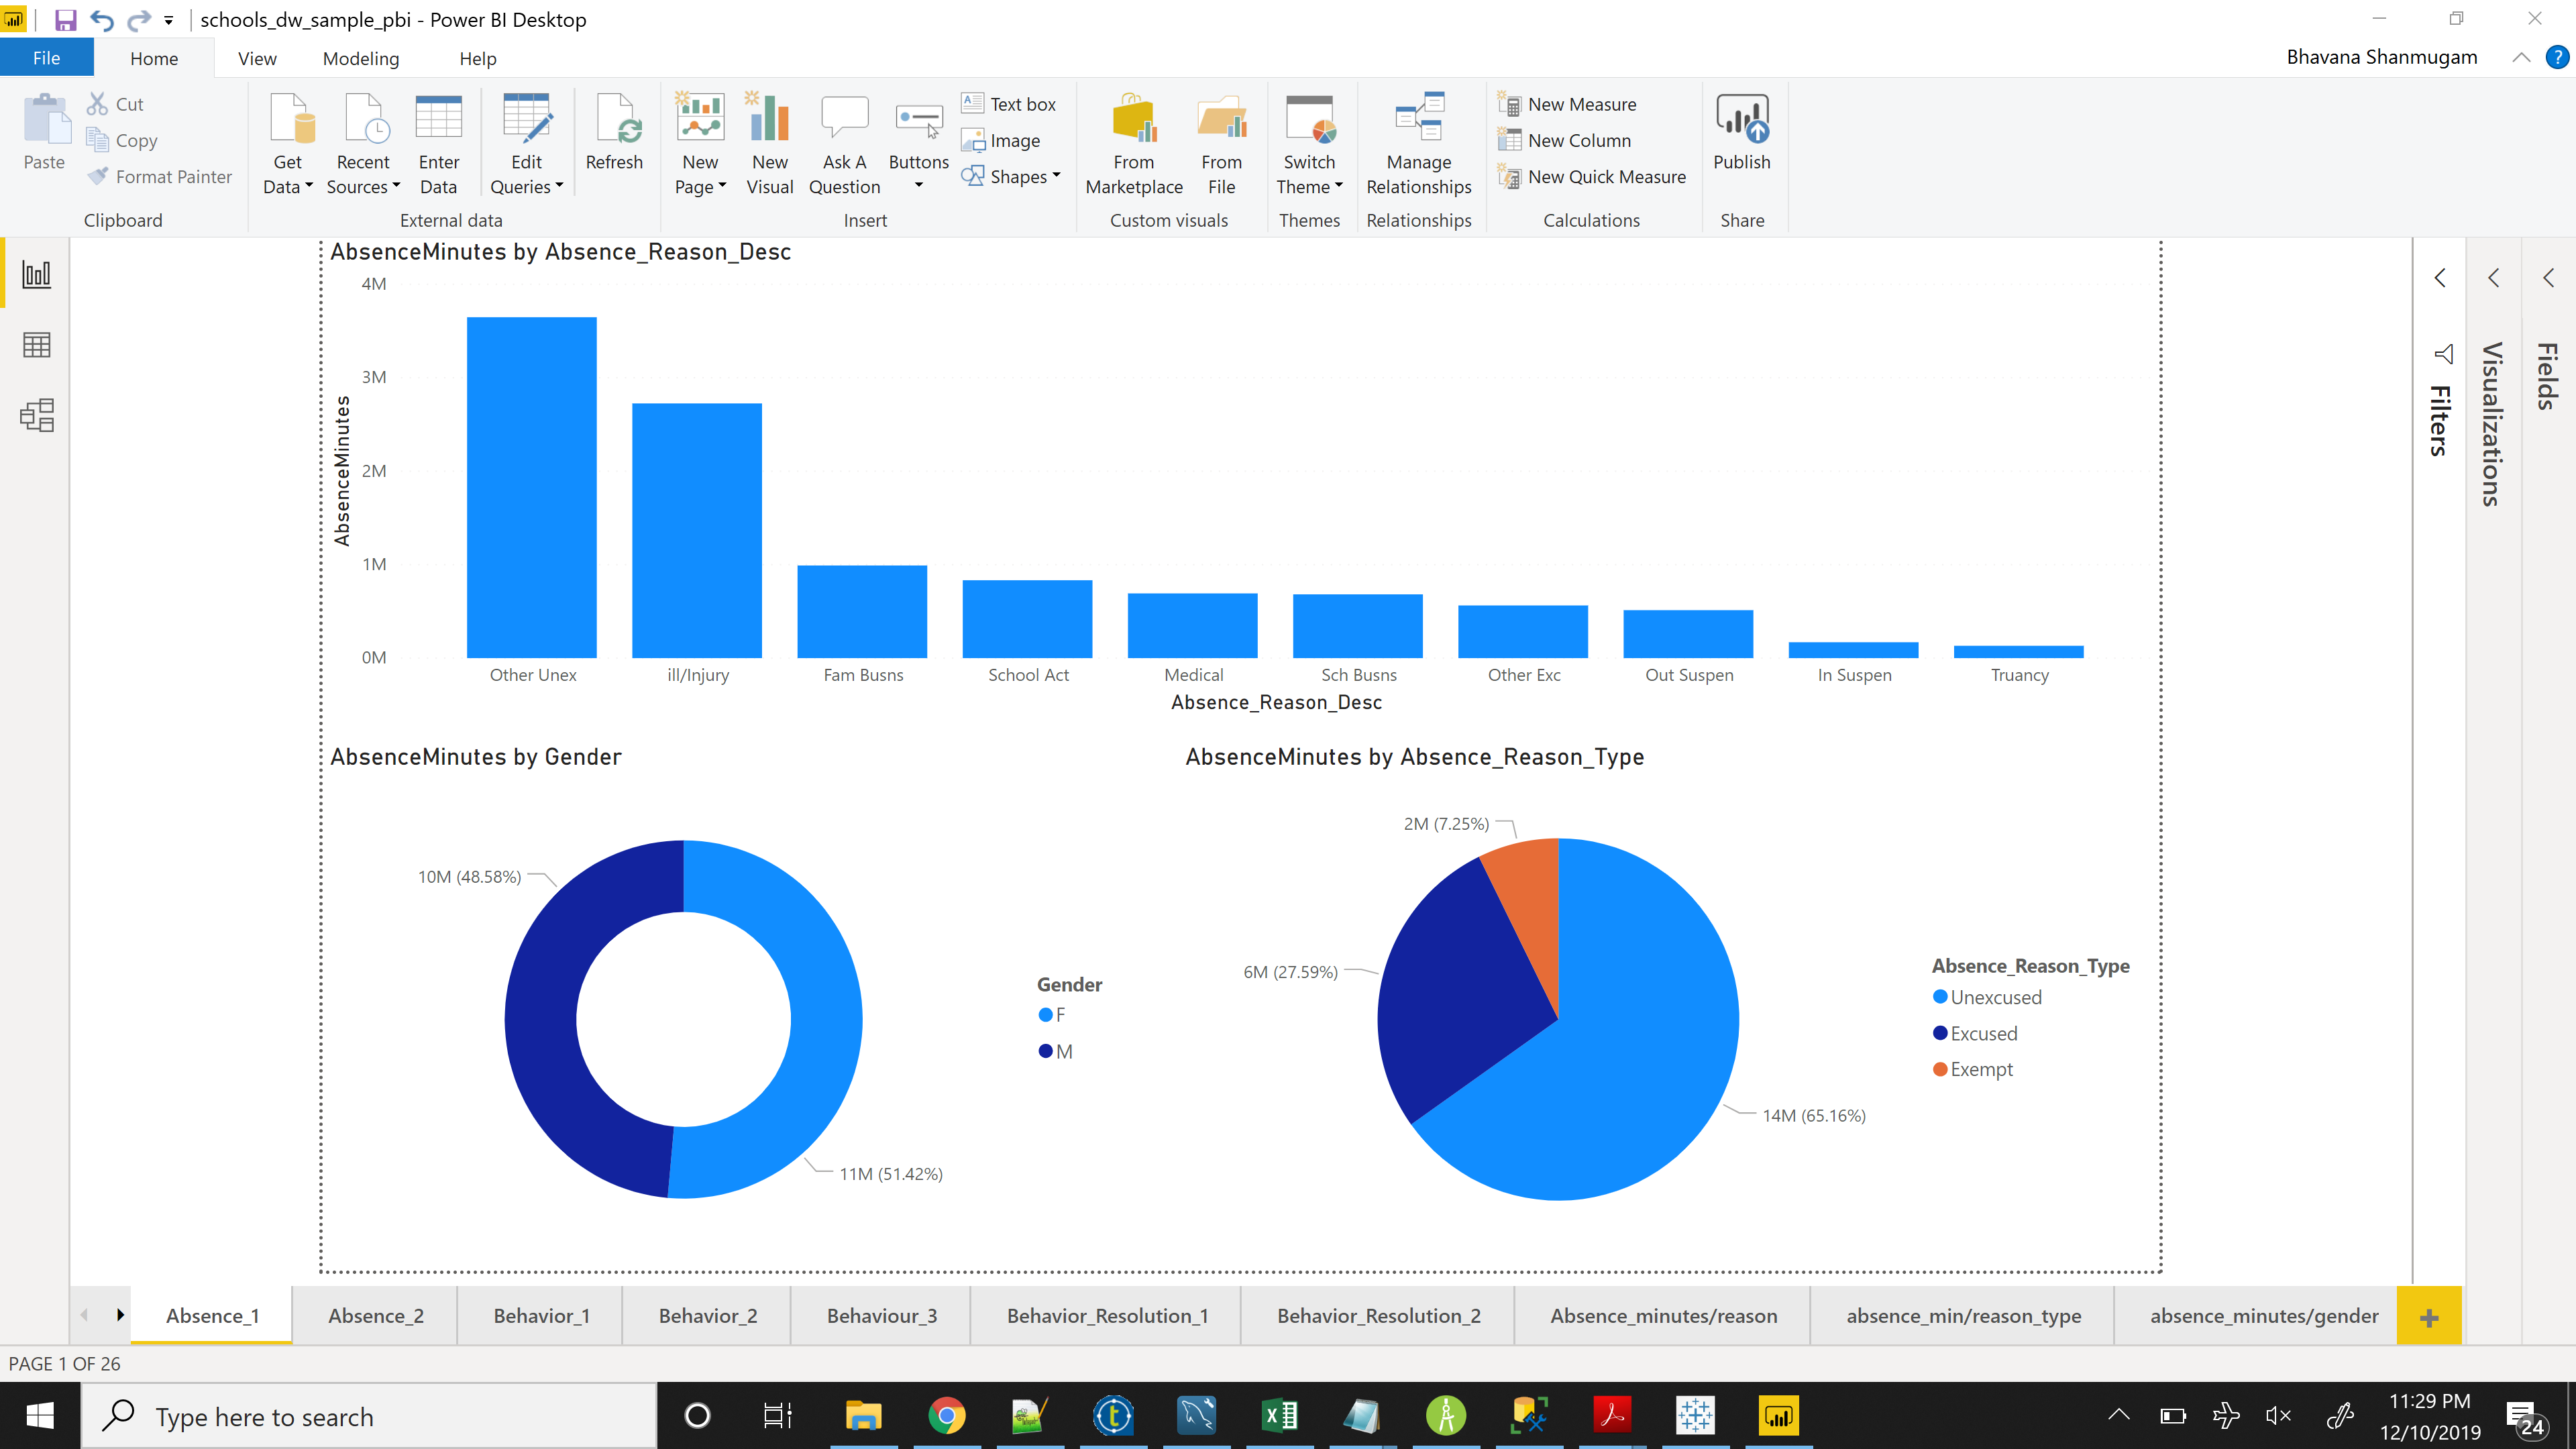 schools_dw_sample_pbi - Power BI Desktop
File Home View Modeling Help Bhavana Shanmugam ?
Paste
Cut
Copy
Format Painter
Clipboard
Get Data
Recent Sources
Enter Data
Edit Queries
Refresh
External data
New Page
New Visual
Ask A Question
Buttons
Text box
Image
Shapes
Insert
From Marketplace
From File
Custom visuals
Switch Theme
Themes
Manage Relationships
Relationships
New Measure
New Column
New Quick Measure
Calculations
Publish
Share
AbsenceMinutes by Absence_Reason_Desc
AbsenceMinutes
4M
3M
2M
1M
0M
Other Unex ill/Injury Fam Busns School Act Medical Sch Busns Other Exc Out Suspen In Suspen Truancy
Absence_Reason_Desc
AbsenceMinutes by Gender
10M (48.58%)
11M (51.42%)
Gender
F
M
AbsenceMinutes by Absence_Reason_Type
2M (7.25%)
6M (27.59%)
14M (65.16%)
Absence_Reason_Type
Unexcused
Excused
Exempt
Filters
Visualizations
Fields
Absence_1 Absence_2 Behavior_1 Behavior_2 Behaviour_3 Behavior_Resolution_1 Behavior_Resolution_2 Absence_minutes/reason absence_min/reason_type absence_minutes/gender +
PAGE 1 OF 26
Type here to search
11:29 PM
12/10/2019
24